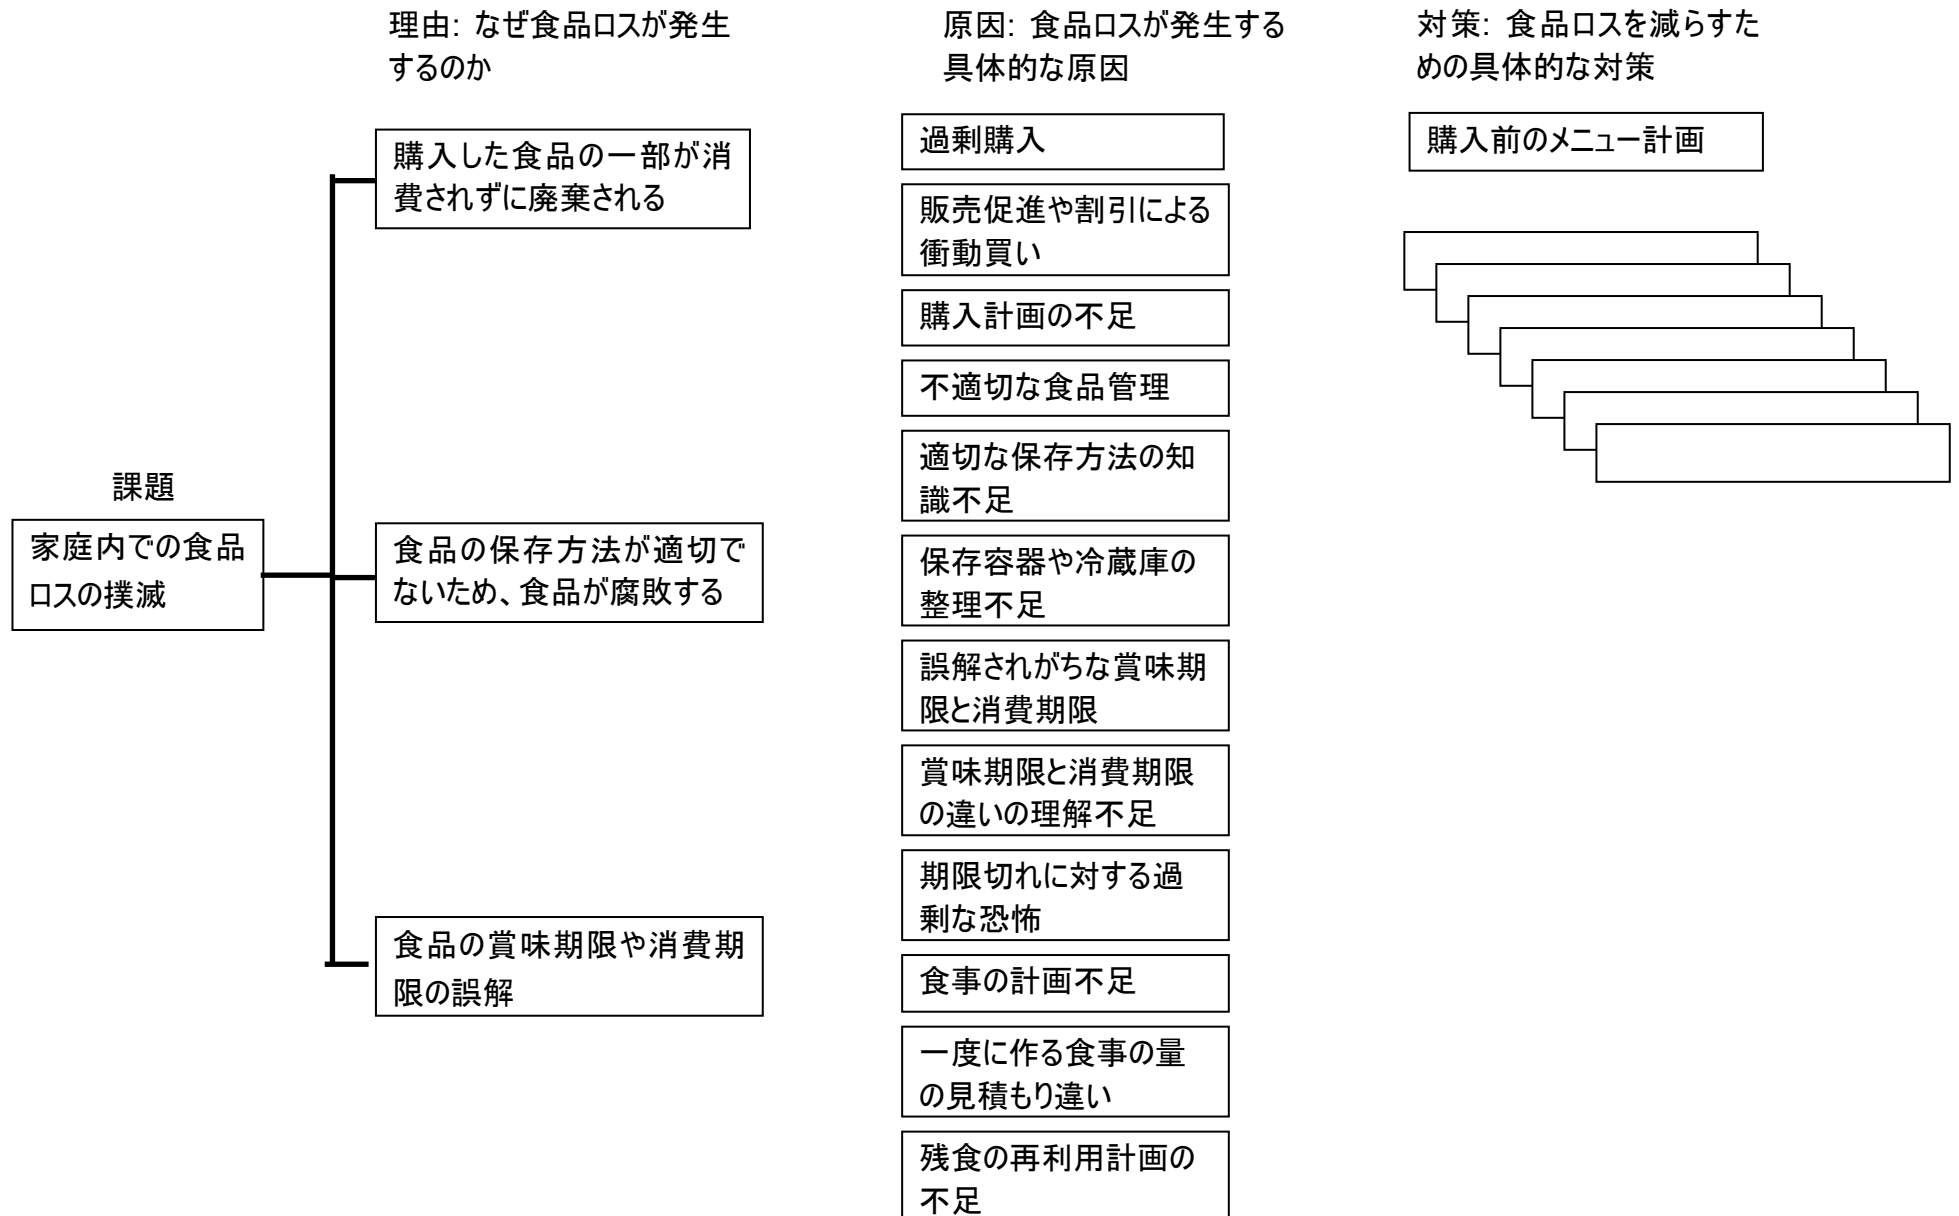 理由: なぜ食品ロスが発生
するのか
原因: 食品ロスが発生する
具体的な原因
対策: 食品ロスを減らすた
めの具体的な対策
課題
家庭内での食品
ロスの撲滅
購入した食品の一部が消
費されずに廃棄される
食品の保存方法が適切で
ないため、食品が腐敗する
食品の賞味期限や消費期
限の誤解
過剰購入
販売促進や割引による
衝動買い
購入計画の不足
不適切な食品管理
適切な保存方法の知
識不足
保存容器や冷蔵庫の
整理不足
誤解されがちな賞味期
限と消費期限
賞味期限と消費期限
の違いの理解不足
期限切れに対する過
剰な恐怖
食事の計画不足
一度に作る食事の量
の見積もり違い
残食の再利用計画の
不足
購入前のメニュー計画